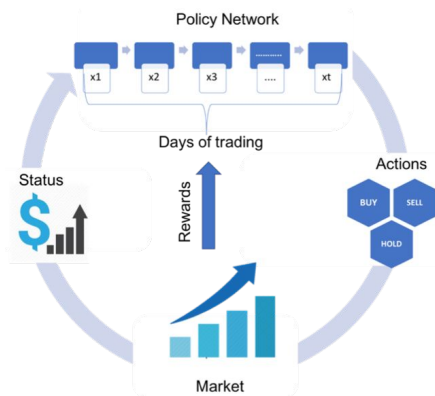 Policy Network
...........
x1 x2 x3 .... xt
Days of trading
Status
Actions
Rewards
BUY SELL
HOLD
Market